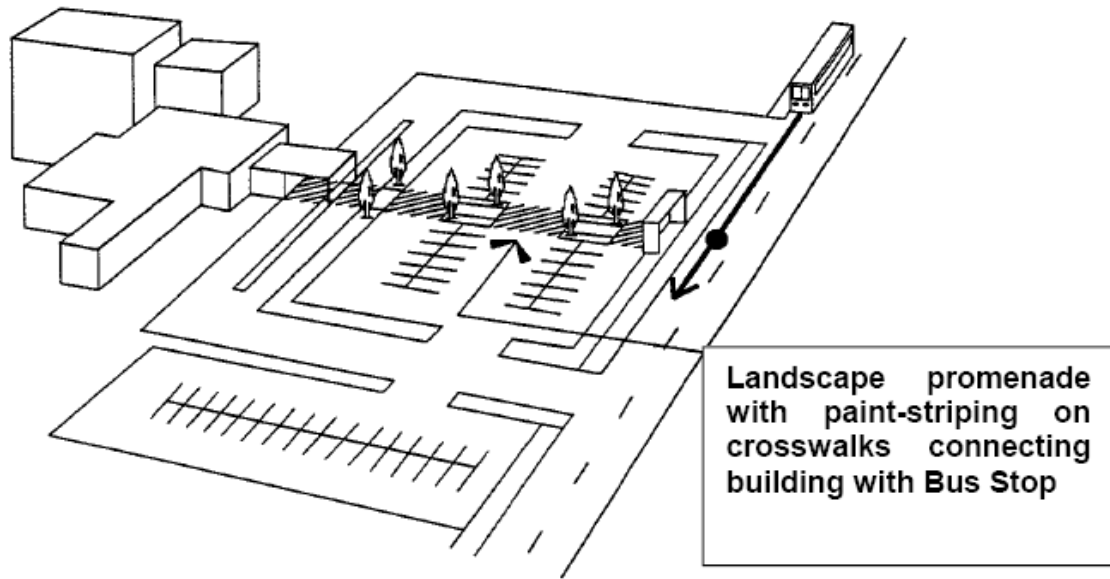 Landscape promenade
with paint-striping on
crosswalks connecting
building with Bus Stop